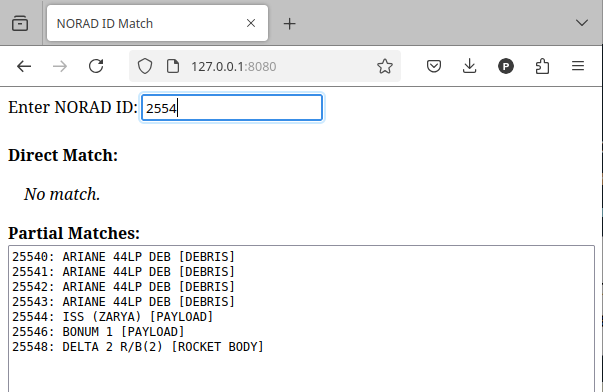 NORAD ID Match
127.0.0.1:8080
P
Enter NORAD ID: 2554
Direct Match:
No match.
Partial Matches:
25540: ARIANE 44LP DEB [DEBRIS]
25541: ARIANE 44LP DEB [DEBRIS]
25542: ARIANE 44LP DEB [DEBRIS]
25543: ARIANE 44LP DEB [DEBRIS]
25544: ISS (ZARYA) [PAYLOAD]
25546: BONUM 1 [PAYLOAD]
25548: DELTA 2 R/B(2) [ROCKET BODY]